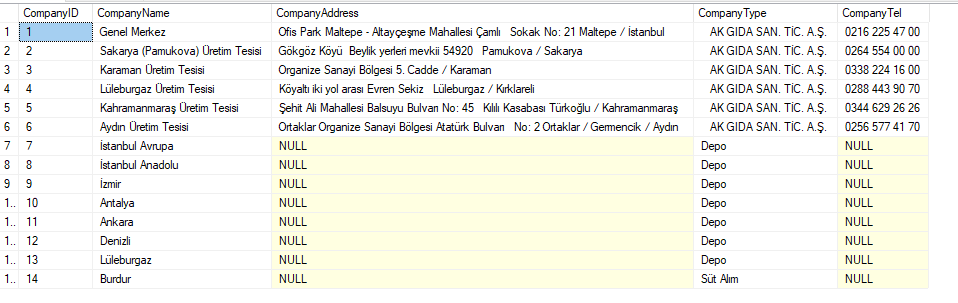 CompanyID CompanyName CompanyAddress CompanyType CompanyTel
1 1 Genel Merkez Ofis Park Maltepe - Altayçeşme Mahallesi Çamlı Sokak No: 21 Maltepe / İstanbul AK GIDA SAN. TİC. A.Ş. 0216 225 47 00
2 2 Sakarya (Pamukova) Üretim Tesisi Gökgöz Köyü Beylik yerleri mevkii 54920 Pamukova / Sakarya AK GIDA SAN. TİC. A.Ş. 0264 554 00 00
3 3 Karaman Üretim Tesisi Organize Sanayi Bölgesi 5. Cadde / Karaman AK GIDA SAN. TİC. A.Ş. 0338 224 16 00
4 4 Lüleburgaz Üretim Tesisi Köyaltı iki yol arası Evren Sekiz Lüleburgaz / Kırklareli AK GIDA SAN. TİC. A.Ş. 0288 443 90 70
5 5 Kahramanmaraş Üretim Tesisi Şehit Ali Mahallesi Balsuyu Bulvarı No: 45 Kılılı Kasabası Türkoğlu / Kahramanmaraş AK GIDA SAN. TİC. A.Ş. 0344 629 26 26
6 6 Aydın Üretim Tesisi Ortaklar Organize Sanayi Bölgesi Atatürk Bulvarı No: 2 Ortaklar / Germencik / Aydın AK GIDA SAN. TİC. A.Ş. 0256 577 41 70
7 7 İstanbul Avrupa NULL Depo NULL
8 8 İstanbul Anadolu NULL Depo NULL
9 9 İzmir NULL Depo NULL
1.. 10 Antalya NULL Depo NULL
1.. 11 Ankara NULL Depo NULL
1.. 12 Denizli NULL Depo NULL
1.. 13 Lüleburgaz NULL Depo NULL
1.. 14 Burdur NULL Süt Alım NULL